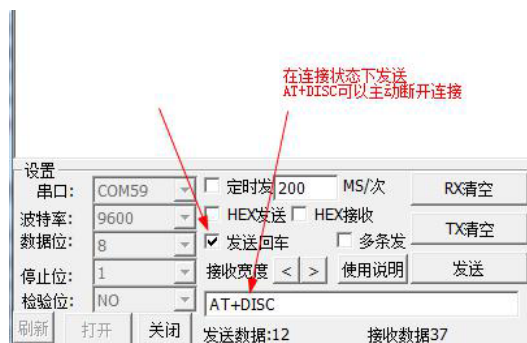 在连接状态下发送
AT+DISC可以主动断开连接
设置
串口: COM59 定时发 200 MS/次 RX清空
波特率: 9600 HEX发送 HEX接收 TX清空
数据位: 8 发送回车 多条发
停止位: 1 接收宽度 < > 使用说明 发送
检验位: NO AT+DISC
刷新 打开 关闭 发送数据:12 接收数据37